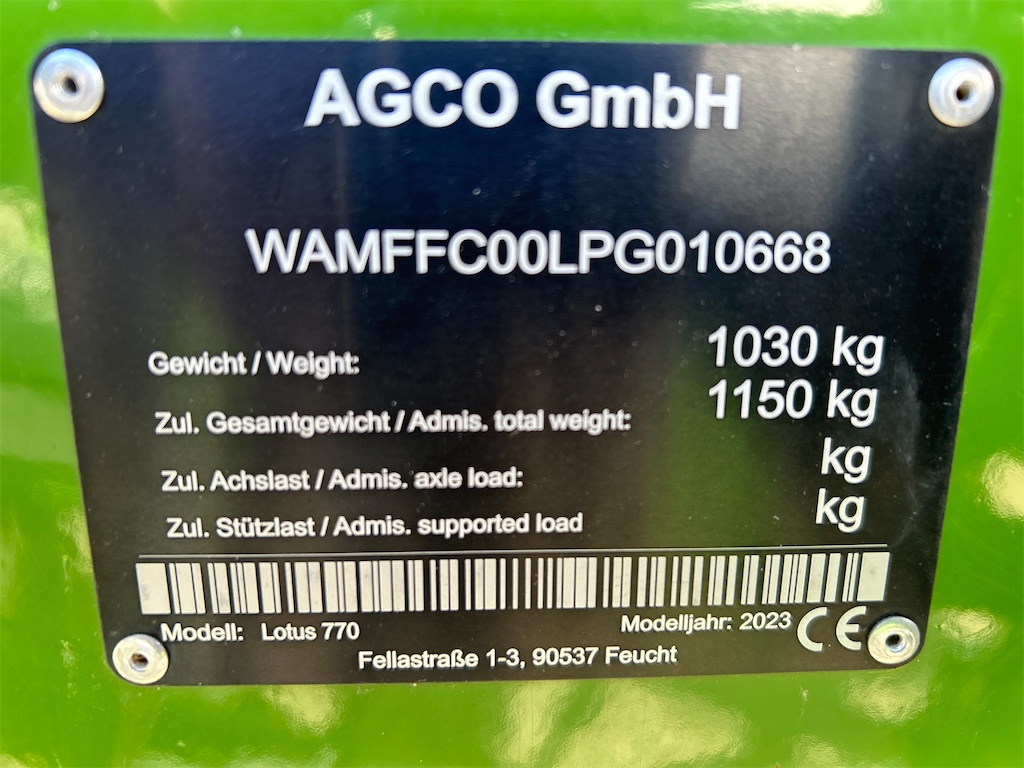 AGCO GmbH
WAMFFC00LPG010668
Gewicht / Weight: 1030 kg
Zul. Gesamtgewicht / Admis. total weight: 1150 kg
Zul. Achslast / Admis. axle load: kg
Zul. Stützlast / Admis. supported load kg
Modell: Lotus 770 Modelljahr: 2023 CE
Fellastraße 1-3, 90537 Feucht